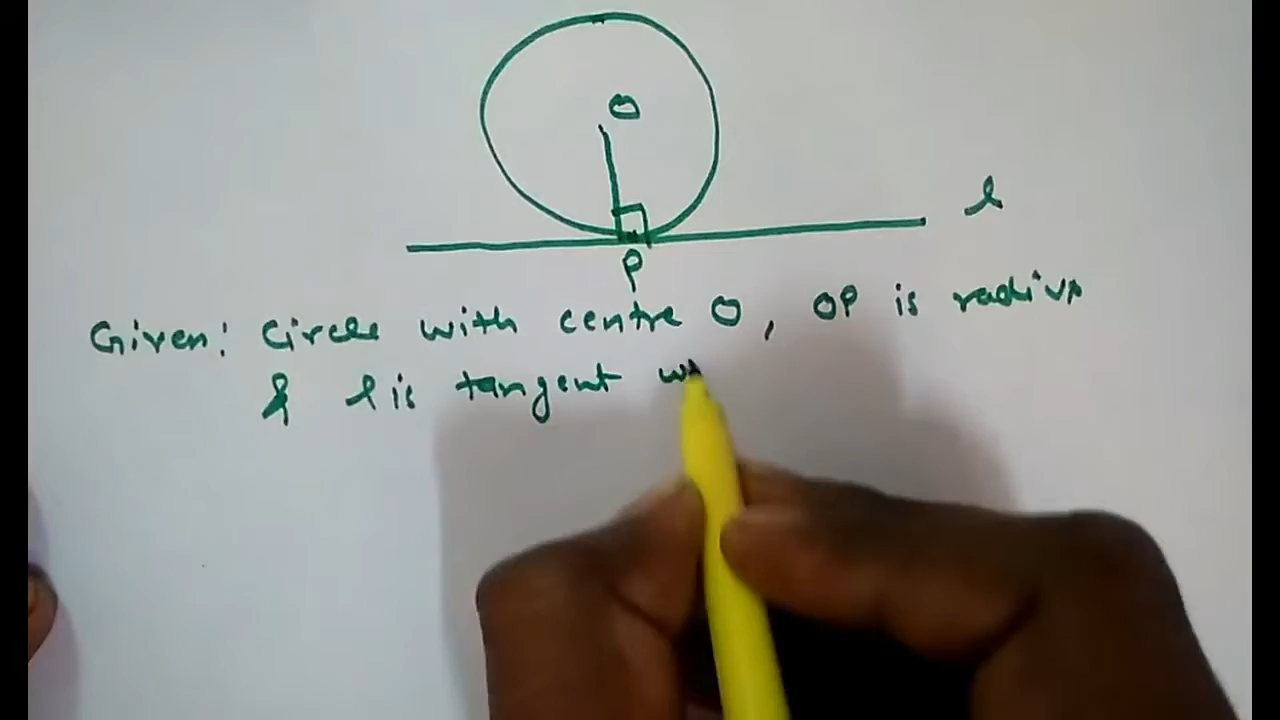 O
l
P
Given: Circle with centre O, OP is radius
& l is tangent